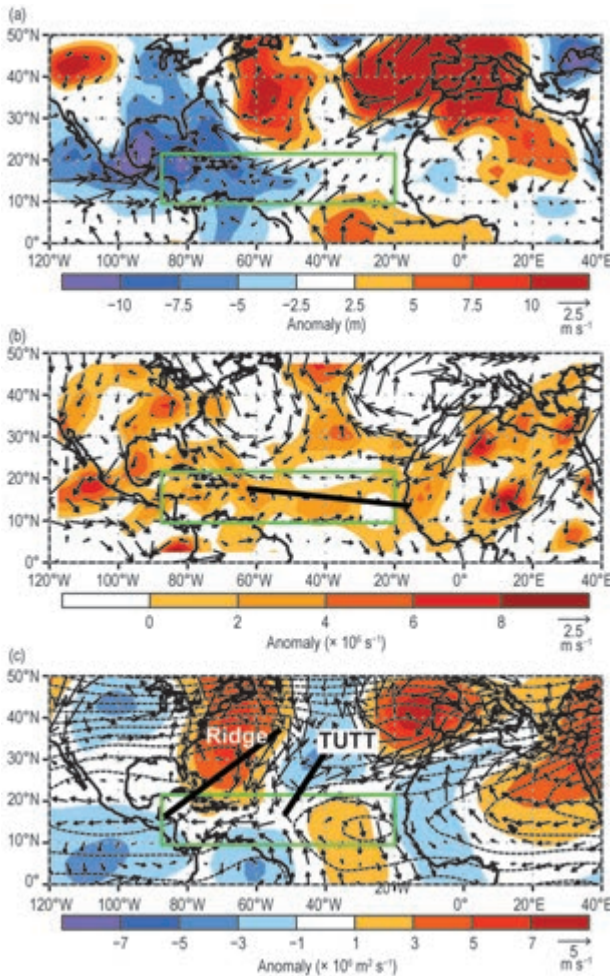 (a)
50°N
40°N
30°N
20°N
10°N
0°
120°W 100°W 80°W 60°W 40°W 20°W 0° 20°E 40°E
−10 −7.5 −5 −2.5 2.5 5 7.5 10 2.5
Anomaly (m) m s⁻¹
(b)
50°N
40°N
30°N
20°N
10°N
0°
120°W 100°W 80°W 60°W 40°W 20°W 0° 20°E 40°E
0 2 4 6 8 2.5
Anomaly (× 10⁶ s⁻¹) m s⁻¹
(c)
50°N
40°N
Ridge TUTT
30°N
20°N
10°N
0°
20°W
120°W 100°W 80°W 60°W 40°W 20°W 0° 20°E 40°E
−7 −5 −3 −1 1 3 5 7 5
Anomaly (× 10⁶ m² s⁻¹) m s⁻¹